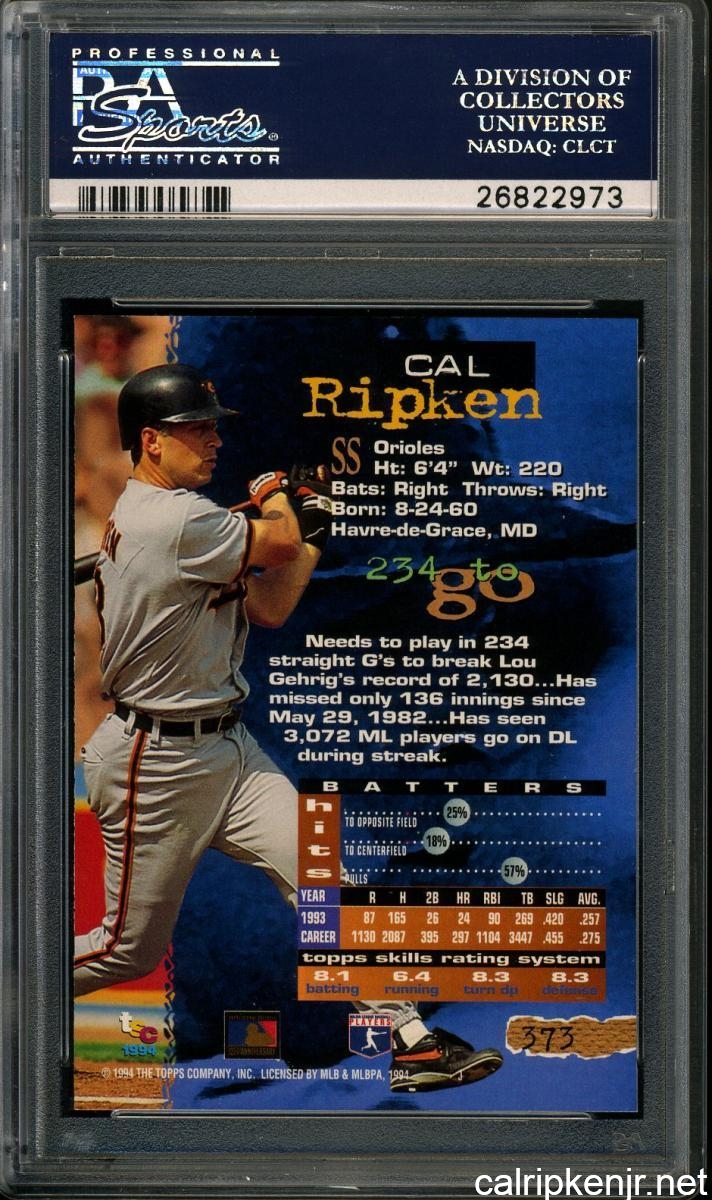 PROFESSIONAL
PSA
Sports
AUTHENTICATOR
A DIVISION OF
COLLECTORS
UNIVERSE
NASDAQ: CLCT
26822973
CAL
Ripken
SS
Orioles
Ht: 6'4" Wt: 220
Bats: Right Throws: Right
Born: 8-24-60
Havre-de-Grace, MD
234 to
go
Needs to play in 234
straight G's to break Lou
Gehrig's record of 2,130...Has
missed only 136 innings since
May 29, 1982...Has seen
3,072 ML players go on DL
during streak.
BATTERS
hits
TO OPPOSITE FIELD 25%
TO CENTERFIELD 18%
PULLS 57%
YEAR R H 2B HR RBI TB SLG AVG.
1993 87 165 26 24 90 269 .420 .257
CAREER 1130 2087 395 297 1104 3447 .455 .275
topps skills rating system
8.1 6.4 8.3 8.3
batting running turn dp defense
tsc
1994
PLAYERS
373
© 1994 THE TOPPS COMPANY, INC. LICENSED BY MLB & MLBPA, 1994
calripkenjr.net